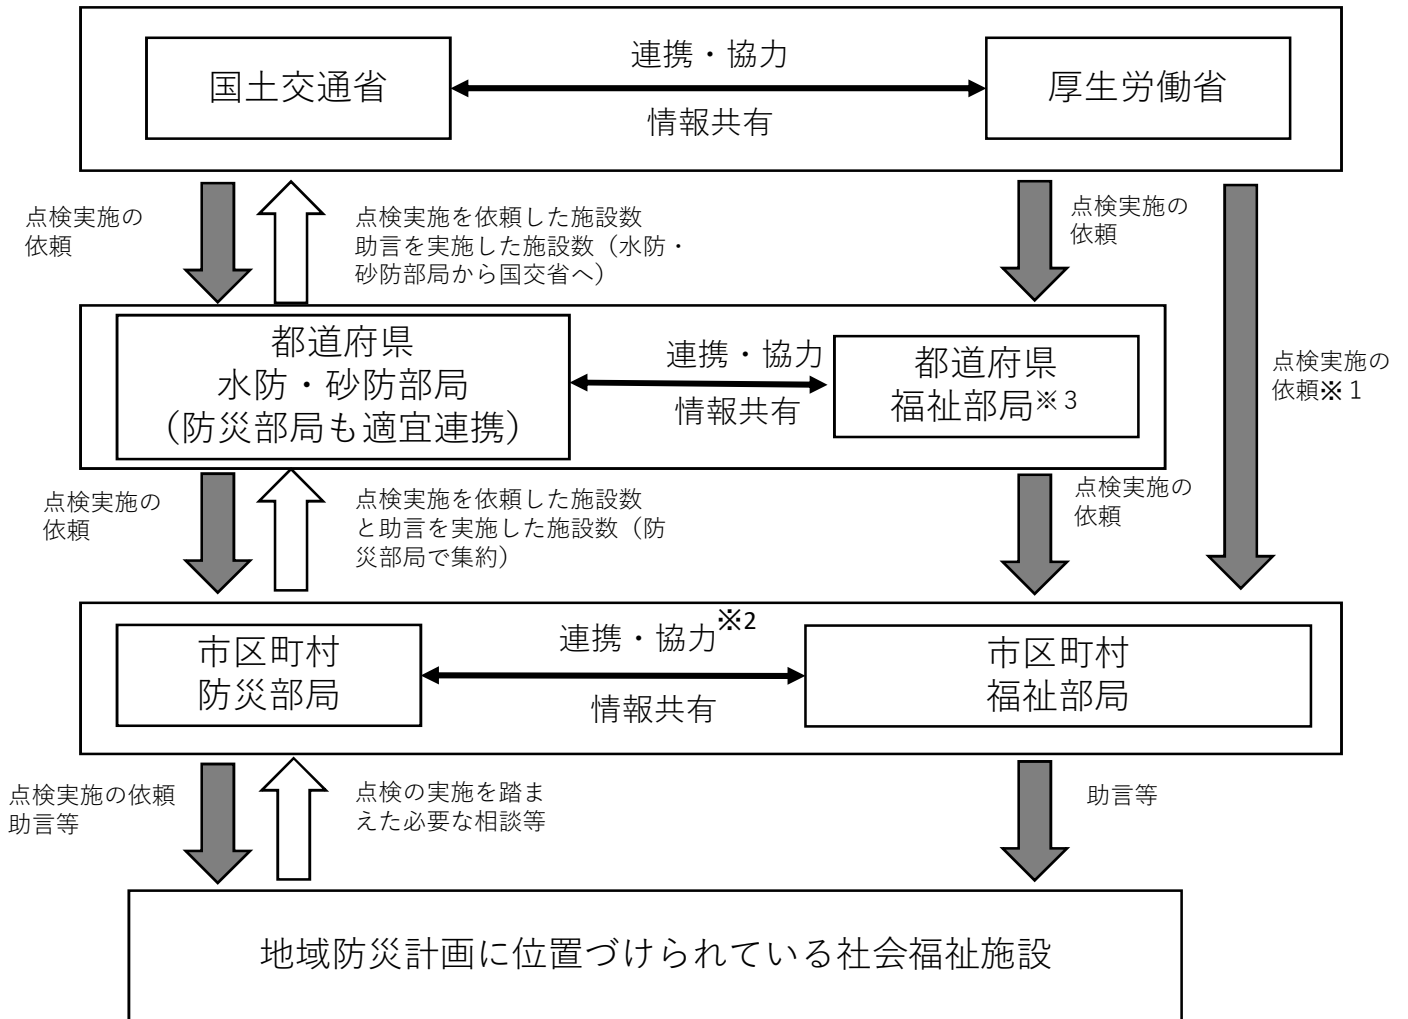 国土交通省
連携・協力
情報共有
厚生労働省
点検実施の
依頼
点検実施を依頼した施設数
助言を実施した施設数（水防・
砂防部局から国交省へ）
点検実施の
依頼
点検実施の
依頼※１
都道府県
水防・砂防部局
（防災部局も適宜連携）
連携・協力
情報共有
都道府県
福祉部局※３
点検実施の
依頼
点検実施を依頼した施設数
と助言を実施した施設数（防
災部局で集約）
点検実施の
依頼
市区町村
防災部局
連携・協力※2
情報共有
市区町村
福祉部局
点検実施の依頼
助言等
点検の実施を踏ま
えた必要な相談等
助言等
地域防災計画に位置づけられている社会福祉施設